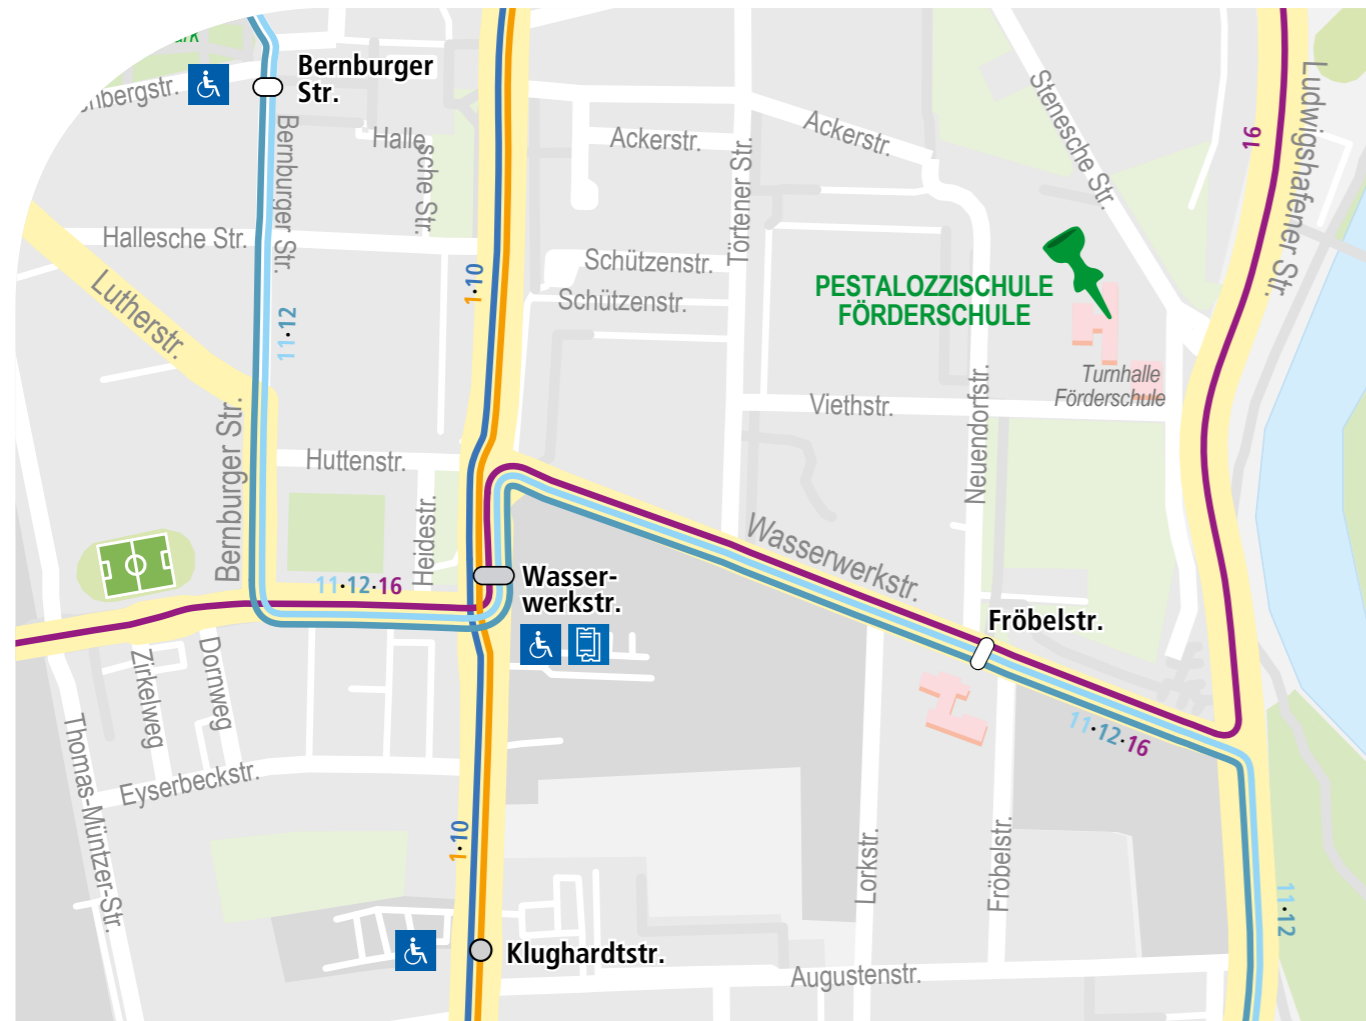 Bernburger
Str.
Bernburger Str.
Hallesche Str.
Ackerstr.
Ackerstr.
Törtener Str.
Stenesche Str.
16
Ludwigshafener Str.
Hallesche Str.
Lutherstr.
11·12
1·10
Schützenstr.
Schützenstr.
PESTALOZZISCHULE
FÖRDERSCHULE
Turnhalle
Förderschule
Viethstr.
Neuendorfstr.
Bernburger Str.
Huttenstr.
Heidestr.
11·12·16
Wasser-
werkstr.
Wasserwerkstr.
Fröbelstr.
11·12·16
Zirkelweg
Dornweg
Thomas-Müntzer-Str.
Eyserbeckstr.
1·10
Lorkstr.
Fröbelstr.
11·12
Klughardtstr.
Augustenstr.